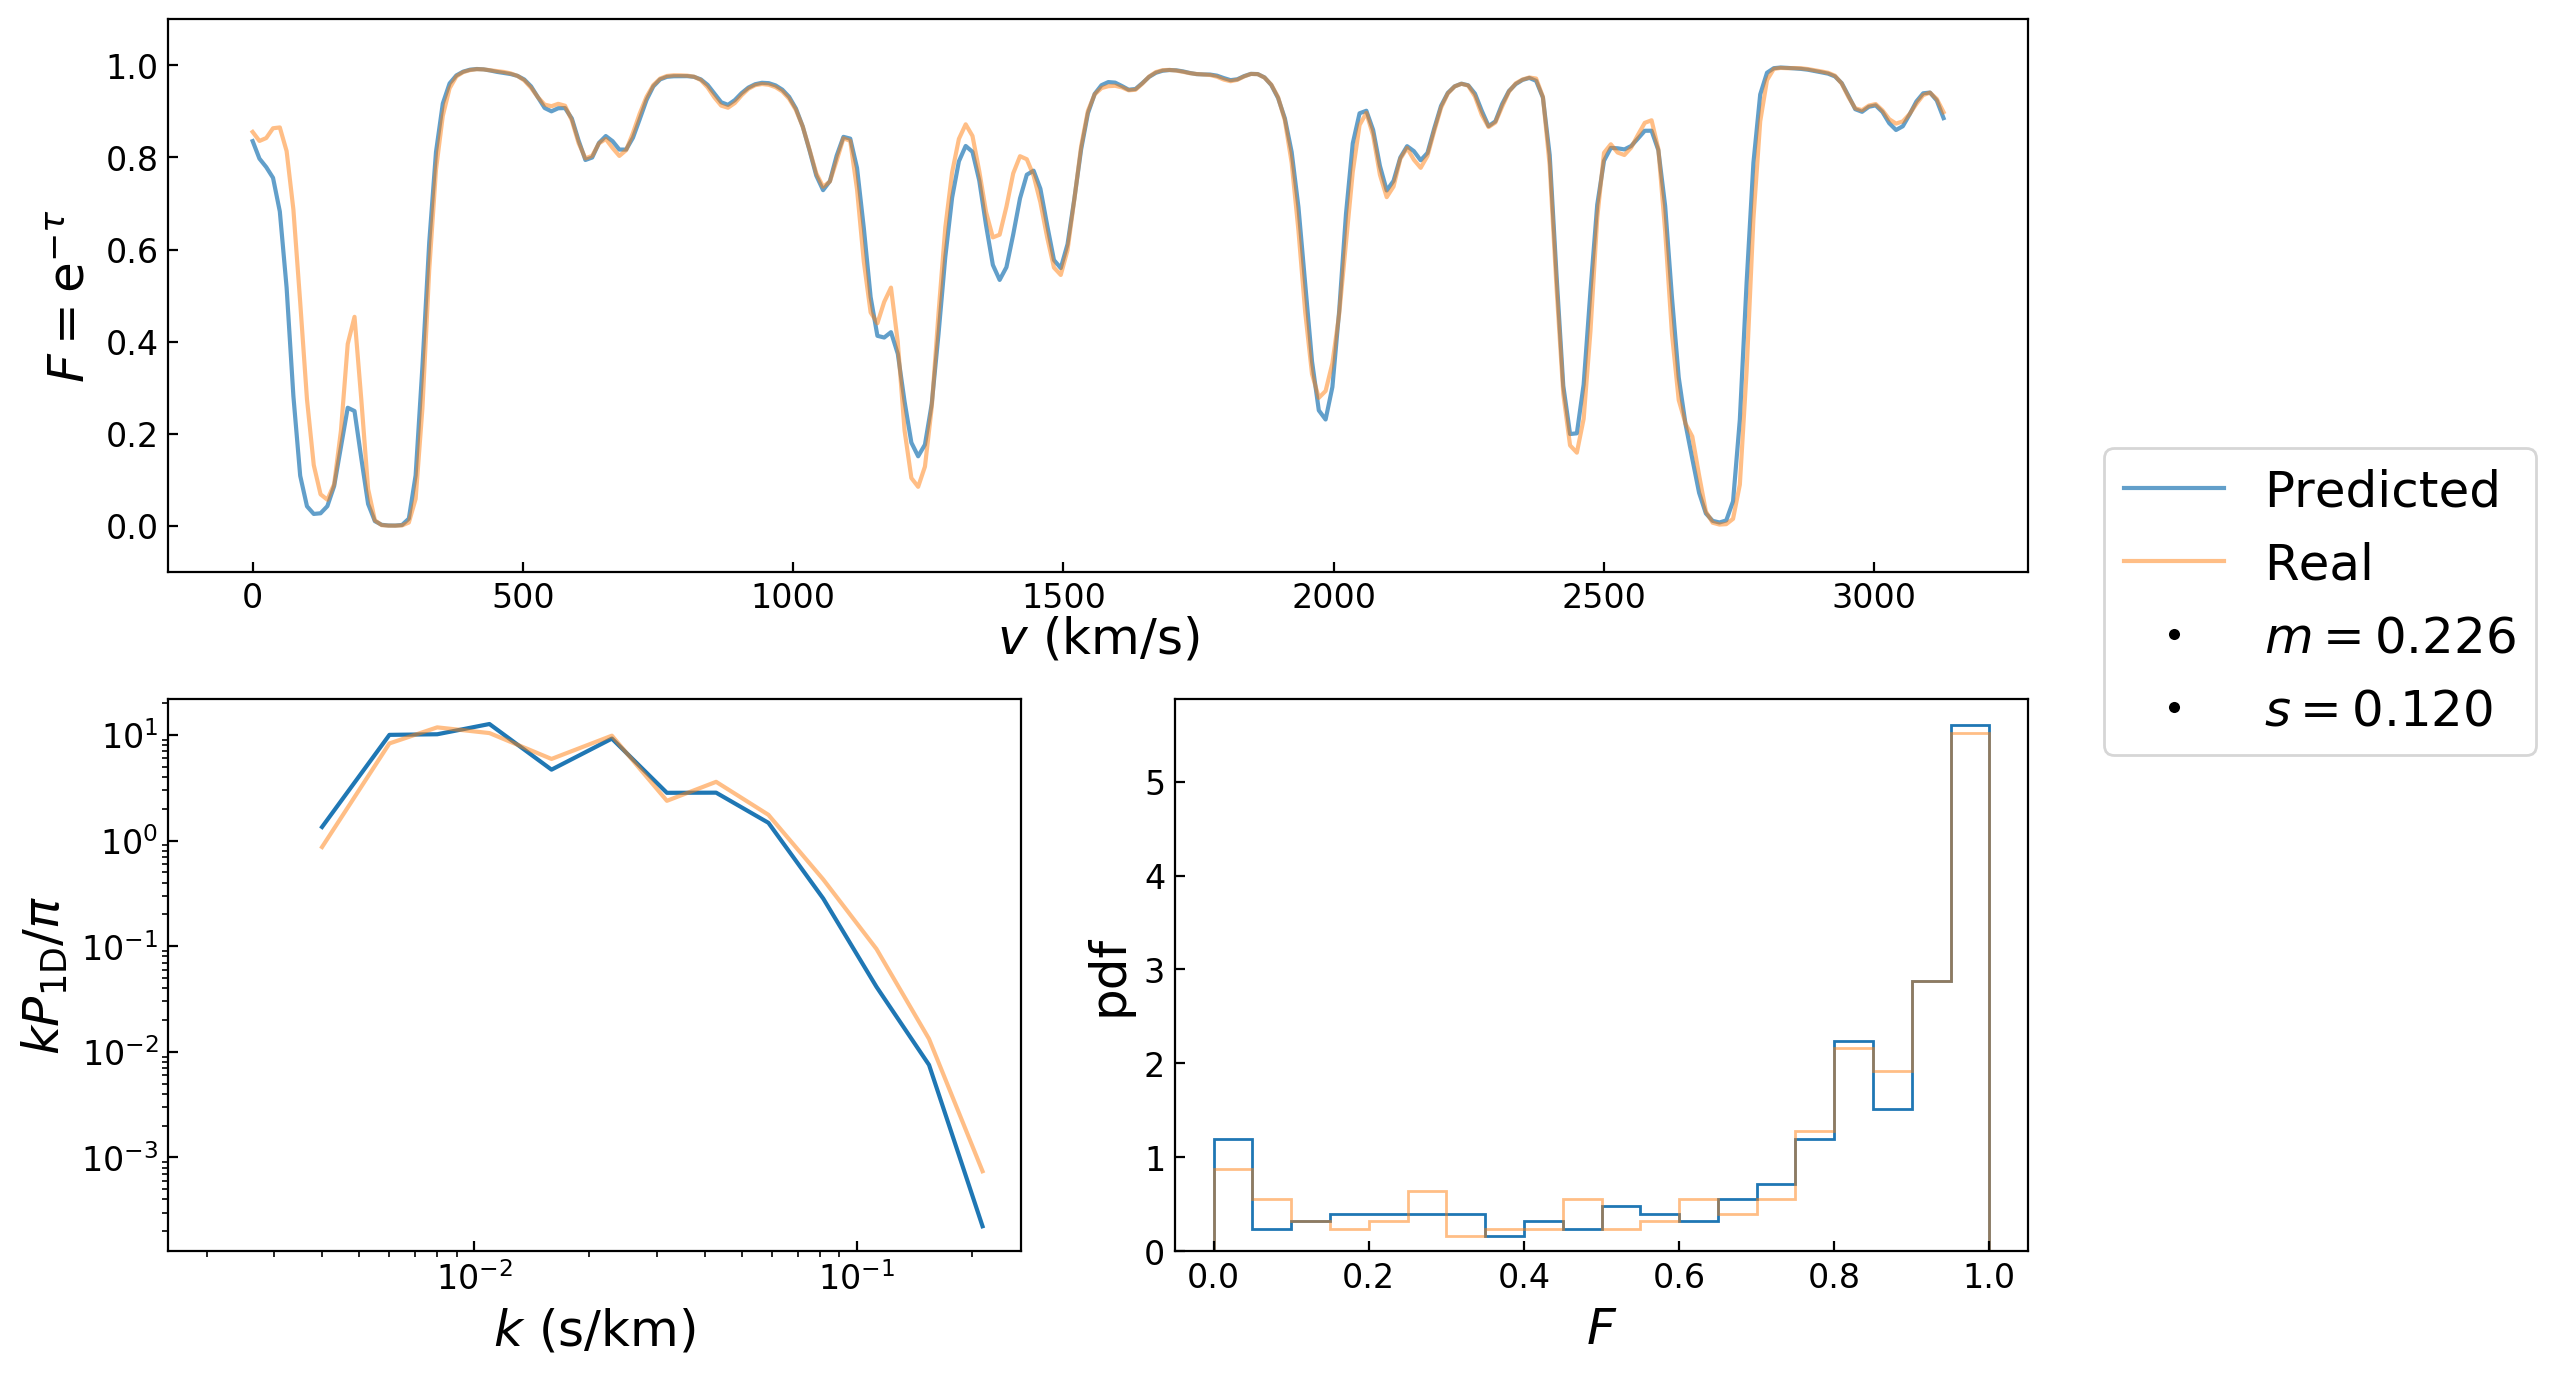 F = e^{−τ}
1.0
0.8
0.6
0.4
0.2
0.0
0 500 1000 1500 2000 2500 3000
v (km/s)
Predicted
Real
m = 0.226
s = 0.120
kP_{1D}/π
10^{1}
10^{0}
10^{−1}
10^{−2}
10^{−3}
10^{−2} 10^{−1}
k (s/km)
pdf
5
4
3
2
1
0
0.0 0.2 0.4 0.6 0.8 1.0
F